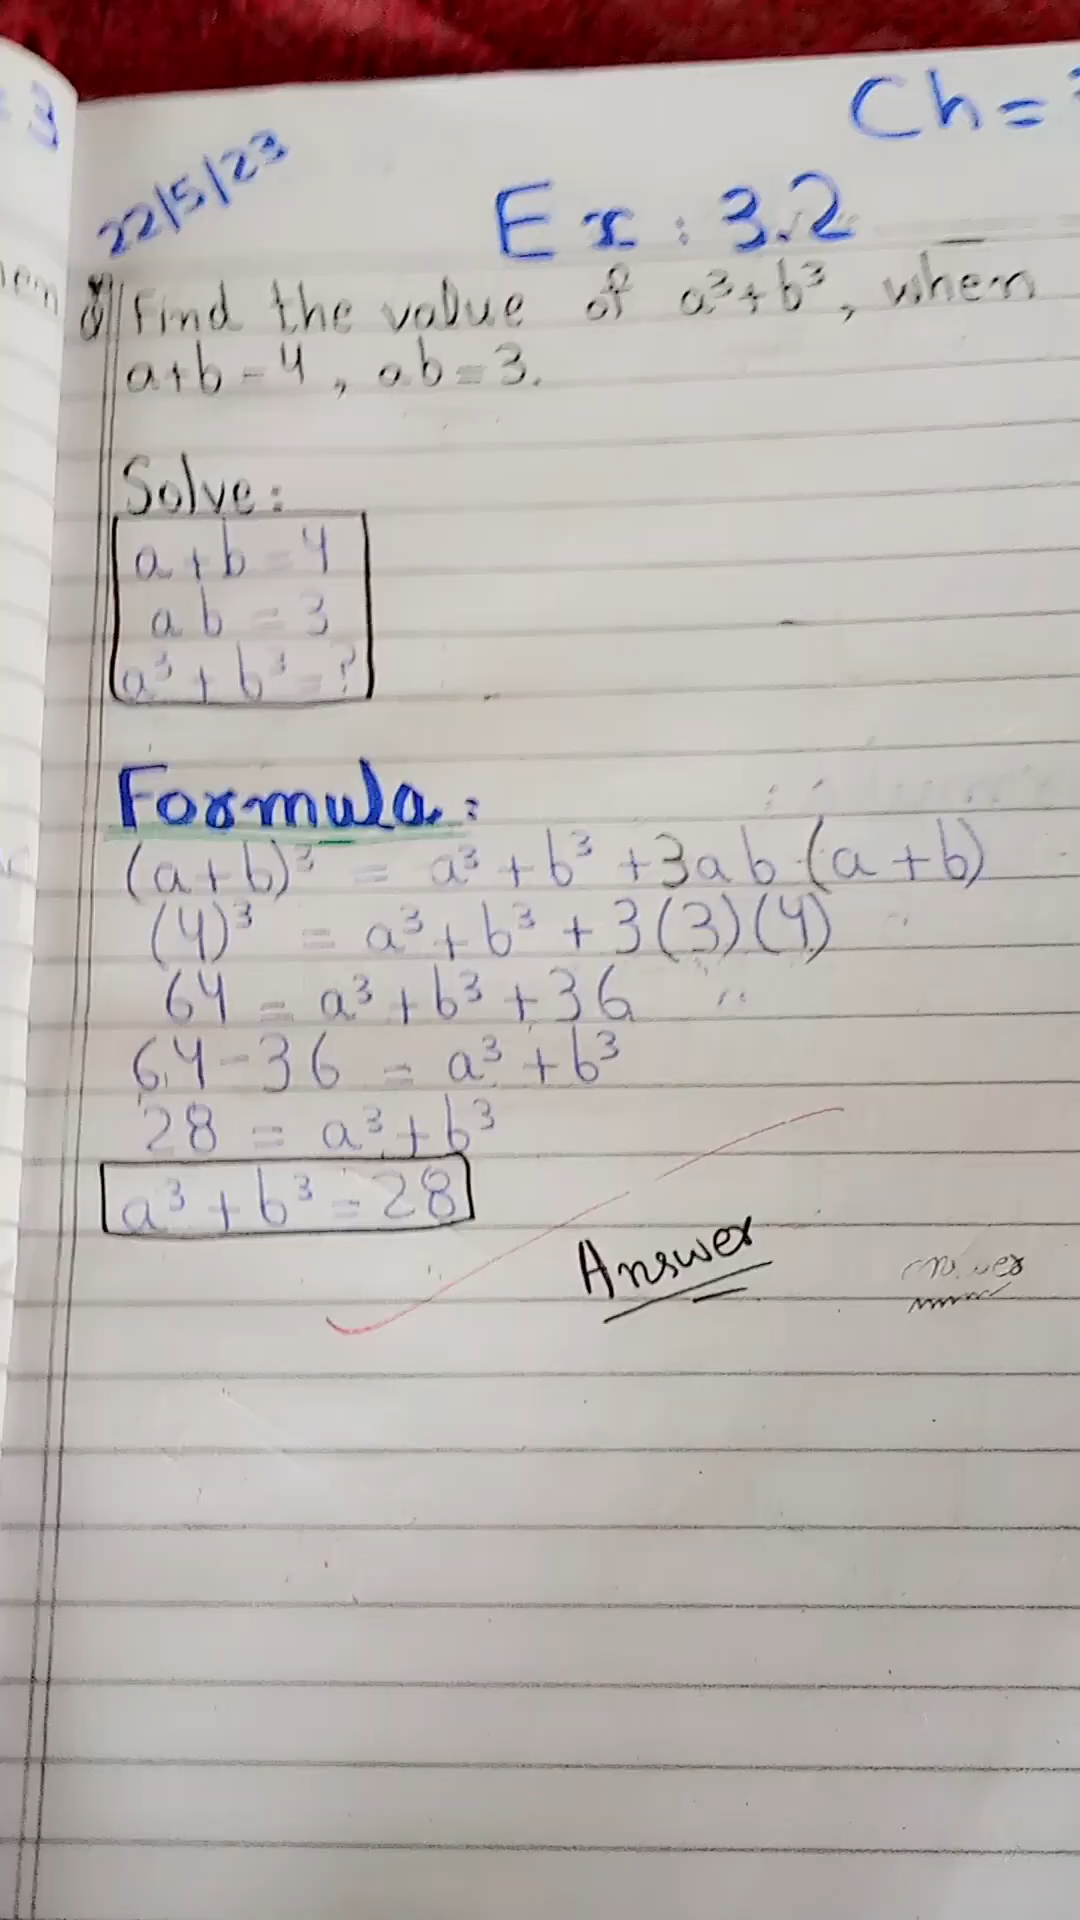 Ch =
22/5/23
Ex : 3.2
Find the value of a³+b³, when
a+b=4, ab=3.
Solve:
a+b=4
ab=3
a³+b³=?
Formula:
(a+b)³ = a³+b³+3ab(a+b)
(4)³ = a³+b³+3(3)(4)
64 = a³+b³+36
64-36 = a³+b³
28 = a³+b³
a³+b³=28
Answer